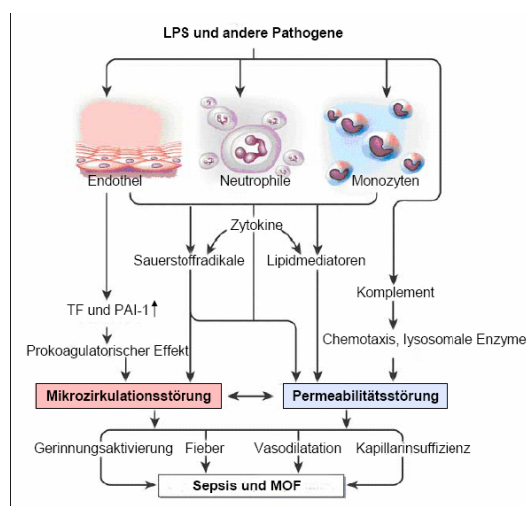 LPS und andere Pathogene
Endothel
Neutrophile
Monozyten
Zytokine
Sauerstoffradikale
Lipidmediatoren
Komplement
TF und PAI-1
Chemotaxis, lysosomale Enzyme
Prokoagulatorischer Effekt
Mikrozirkulationsstörung
Permeabilitätsstörung
Gerinnungsaktivierung
Fieber
Vasodilatation
Kapillarinsuffizienz
Sepsis und MOF